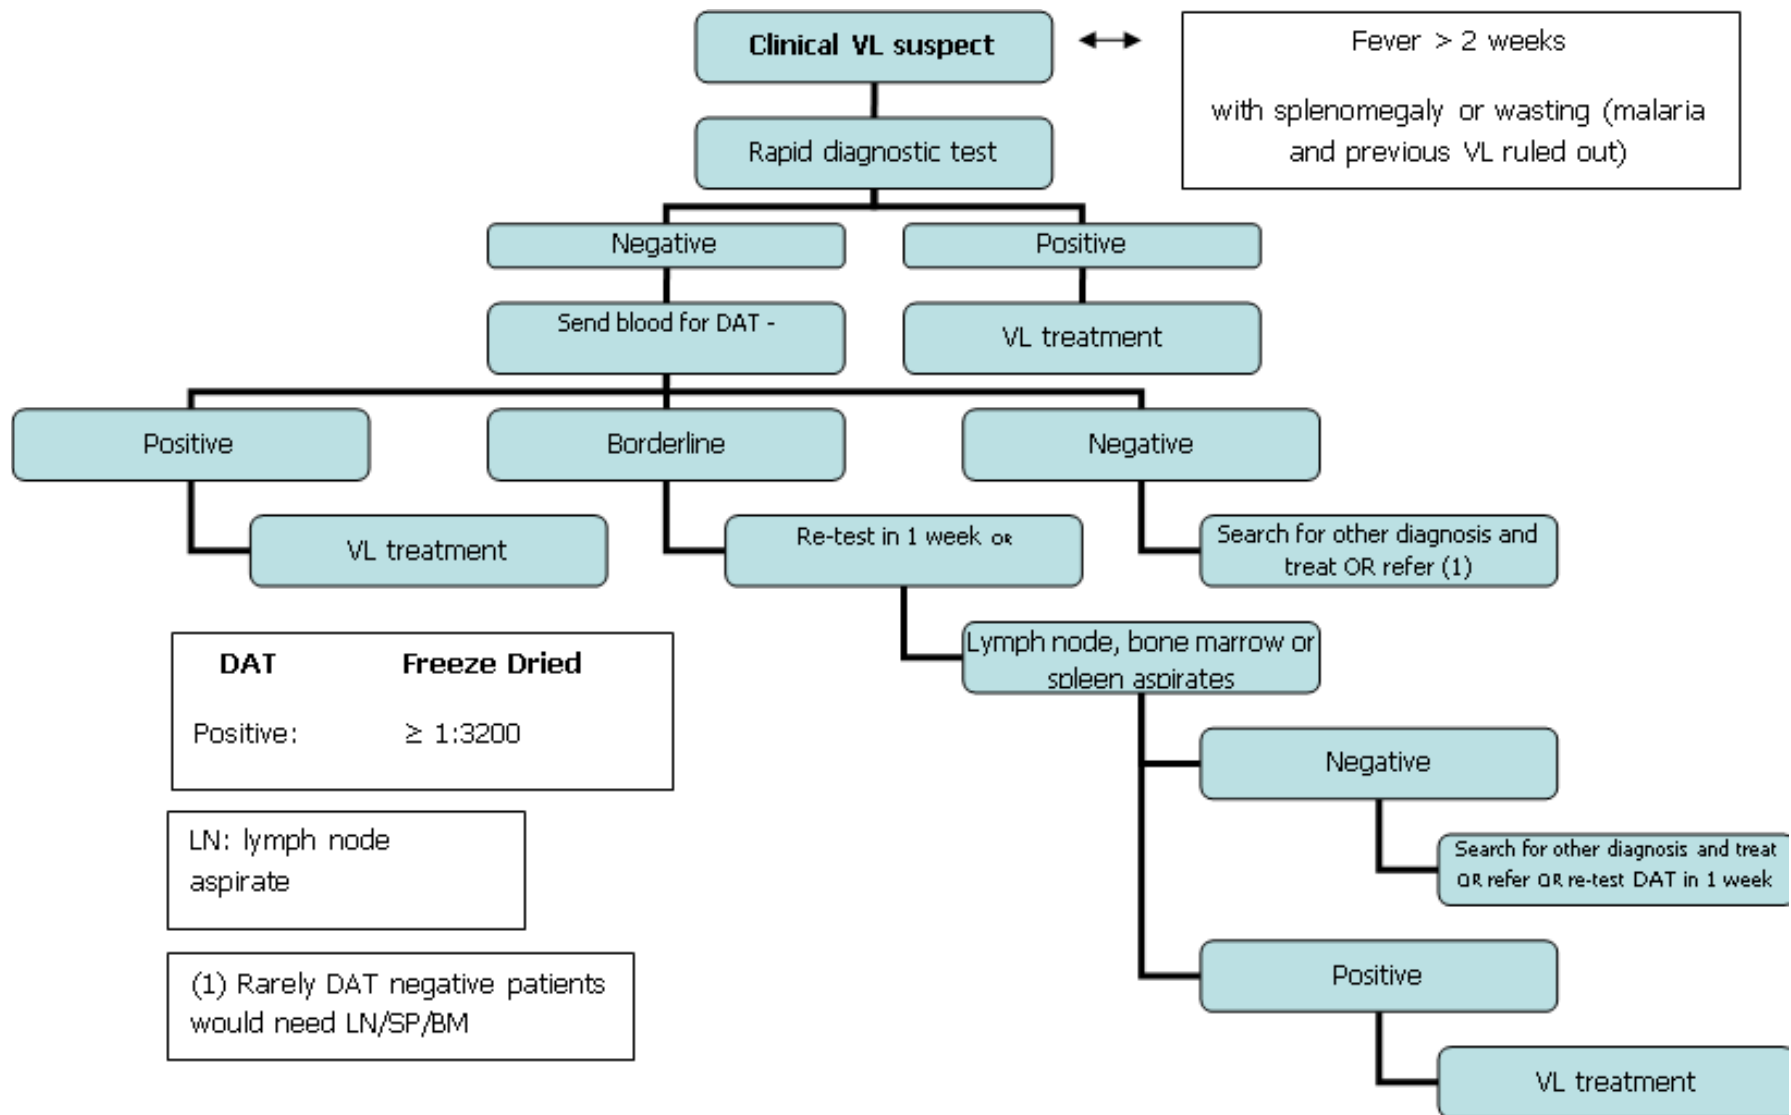 Clinical VL suspect
Fever > 2 weeks
with splenomegaly or wasting (malaria
and previous VL ruled out)
Rapid diagnostic test
Negative
Positive
Send blood for DAT -
VL treatment
Positive
Borderline
Negative
VL treatment
Re-test in 1 week OR
Search for other diagnosis and
treat OR refer (1)
Lymph node, bone marrow or
spleen aspirates
DAT Freeze Dried
Positive: ≥ 1:3200
Negative
LN: lymph node
aspirate
Search for other diagnosis and treat
OR refer OR re-test DAT in 1 week
(1) Rarely DAT negative patients
would need LN/SP/BM
Positive
VL treatment